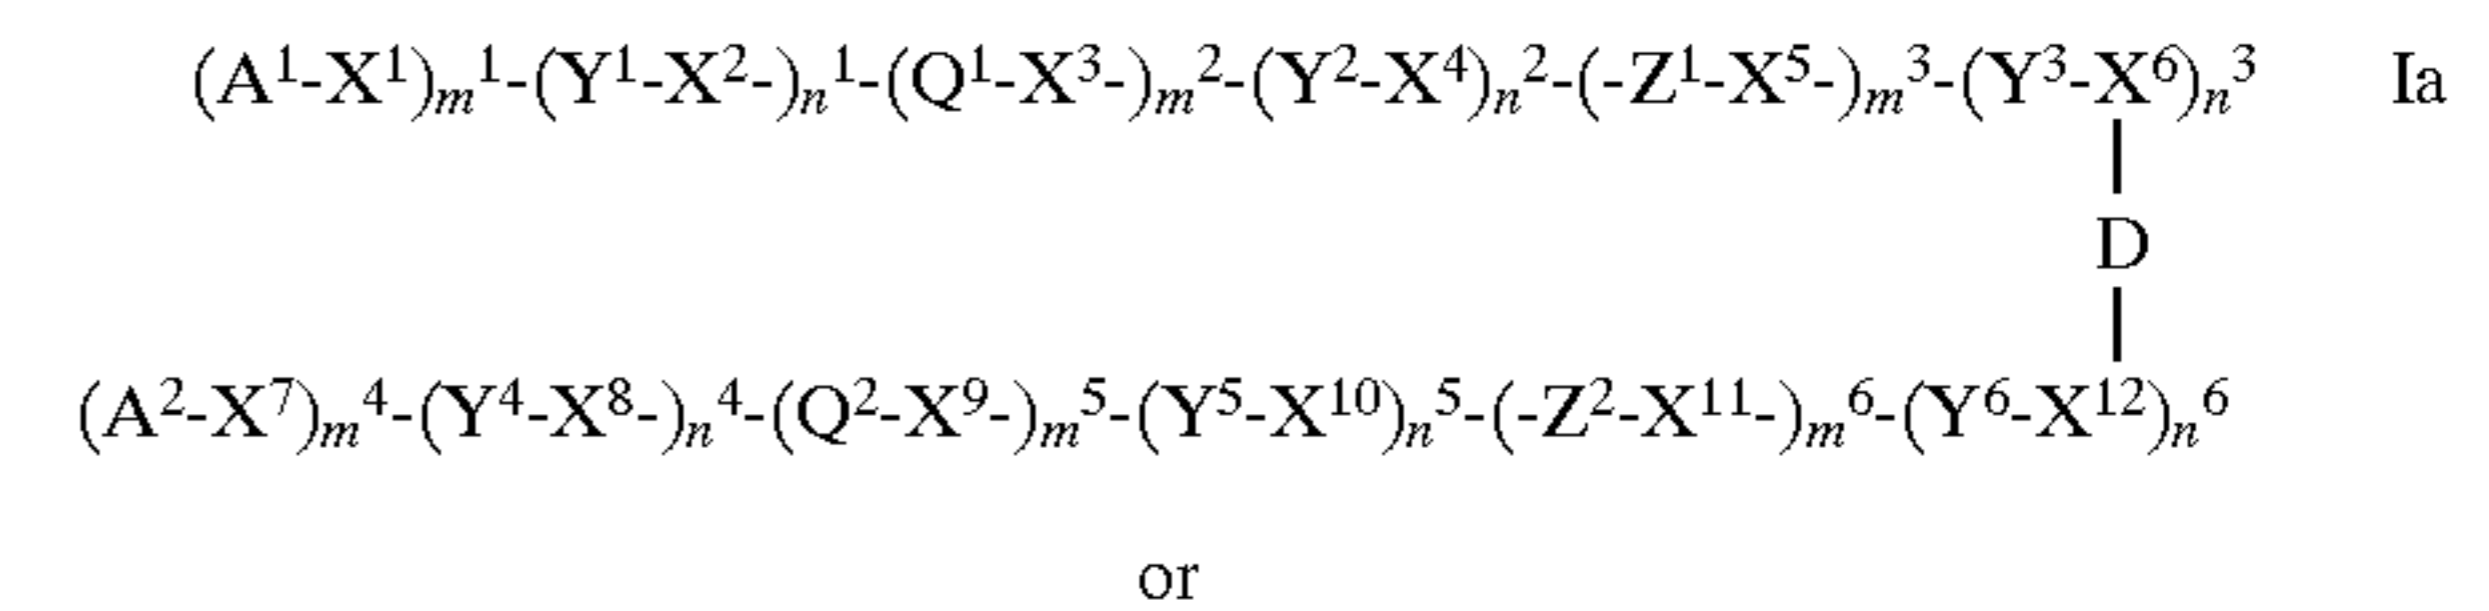 (A¹-X¹)ₘ¹-(Y¹-X²-)ₙ¹-(Q¹-X³-)ₘ²-(Y²-X⁴)ₙ²-(-Z¹-X⁵-)ₘ³-(Y³-X⁶)ₙ³ Ia
D
(A²-X⁷)ₘ⁴-(Y⁴-X⁸-)ₙ⁴-(Q²-X⁹-)ₘ⁵-(Y⁵-X¹⁰)ₙ⁵-(-Z²-X¹¹-)ₘ⁶-(Y⁶-X¹²)ₙ⁶
or